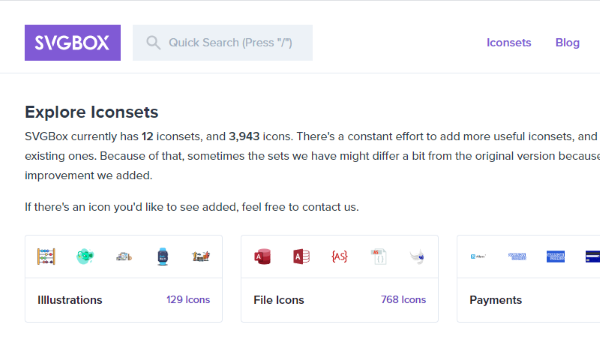 SVGBOX
Quick Search (Press "/")
Iconsets
Blog
Explore Iconsets
SVGBox currently has 12 iconsets, and 3,943 icons. There's a constant effort to add more useful iconsets, and
existing ones. Because of that, sometimes the sets we have might differ a bit from the original version because
improvement we added.
If there's an icon you'd like to see added, feel free to contact us.
A
A
{AS}
Illlustrations
129 Icons
File Icons
768 Icons
Payments